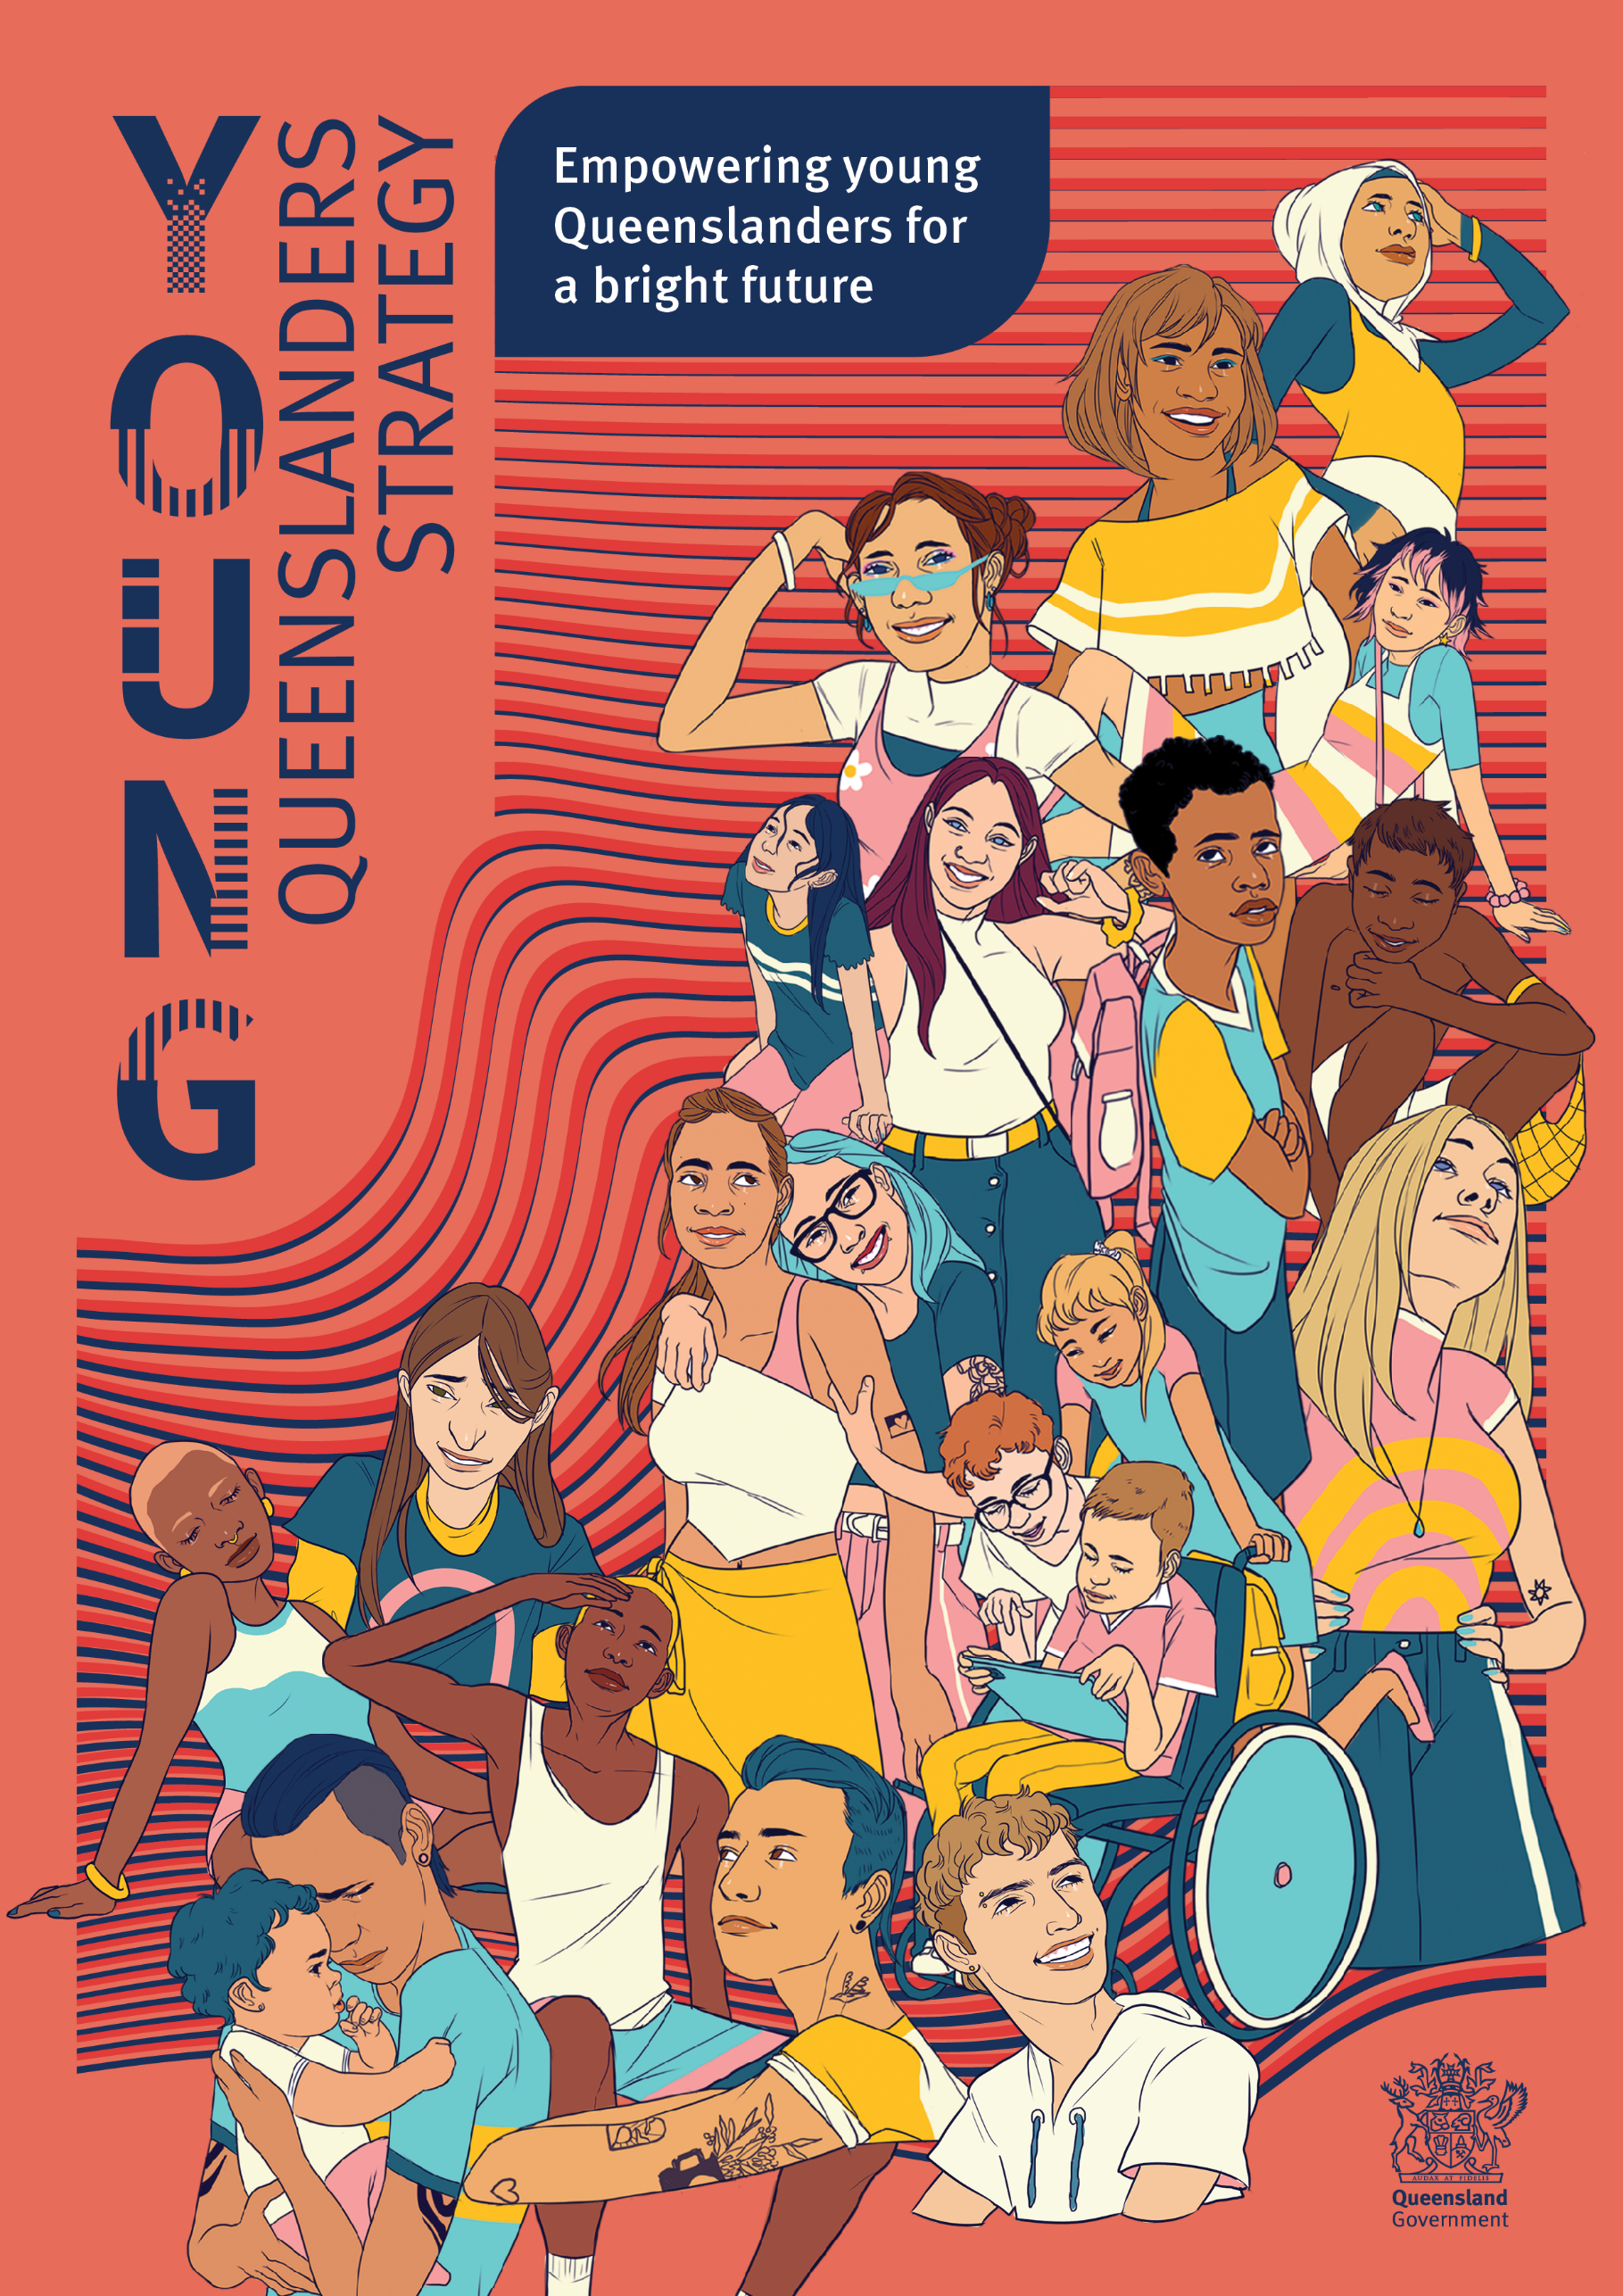 YOUNG
QUEENSLANDERS
STRATEGY
Empowering young
Queenslanders for
a bright future
AUDAX AT FIDELIS
Queensland
Government